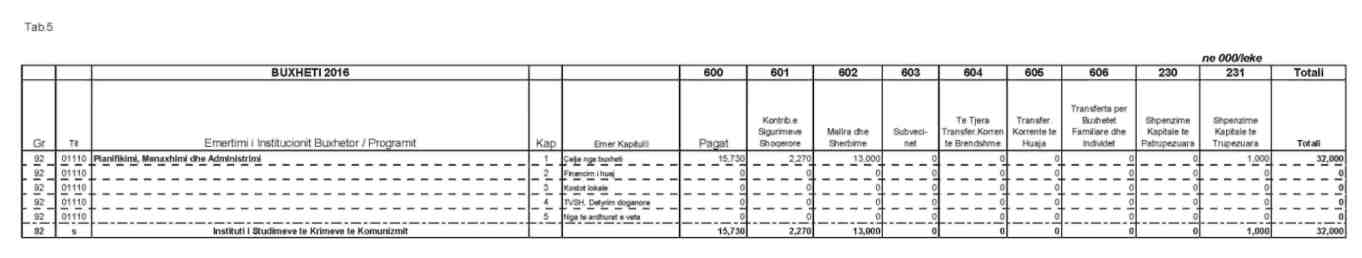 Tab.5
ne 000/leke
BUXHETI 2016 600 601 602 603 604 605 606 230 231 Totali
Gr Tit Emertimi i Institucionit Buxhetor / Programit Kap Emer Kapitulli Pagat Kontrib.e Sigurimeve Shoqerore Mallra dhe Sherbime Subveci-net Te Tjera Transfer.Korren te Brendshme Transfer. Korrente te Huaja Transferta per Buxhetet Familiare dhe Individet Shpenzime Kapitale te Patrupezuara Shpenzime Kapitale te Trupezuara Totali
92 01110 Planifikimi, Menaxhimi dhe Administrimi 1 Celje nga buxheti 15,730 2,270 13,000 0 0 0 0 0 1,000 32,000
92 01110 2 Financim i huaj 0 0 0 0 0 0 0 0 0 0
92 01110 3 Kostot lokale 0 0 0 0 0 0 0 0 0 0
92 01110 4 TVSH, Detyrim doganore 0 0 0 0 0 0 0 0 0 0
92 01110 5 Nga te ardhurat e veta 0 0 0 0 0 0 0 0 0 0
92 s Instituti i Studimeve te Krimeve te Komunizmit 15,730 2,270 13,000 0 0 0 0 0 1,000 32,000